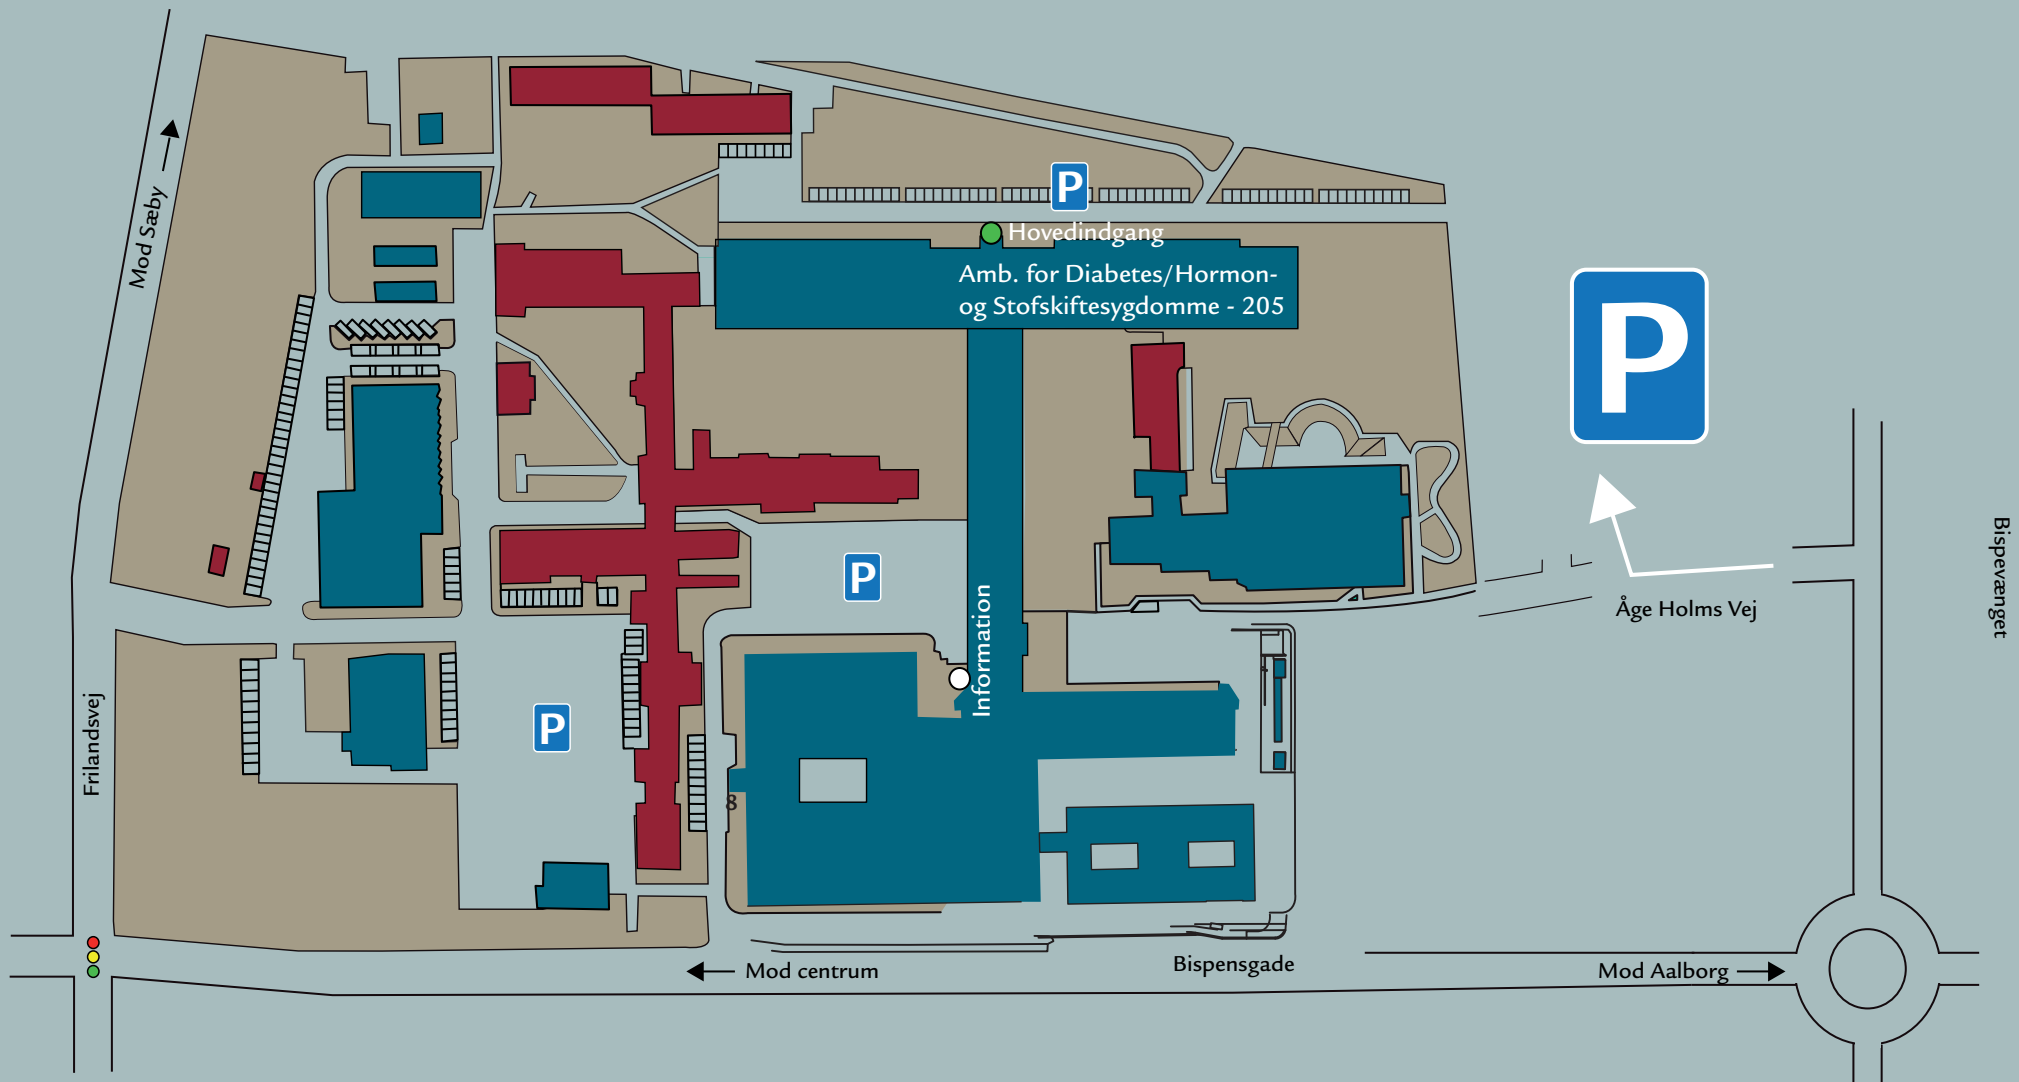 P
Hovedindgang
Amb. for Diabetes/Hormon-
og Stofskiftesygdomme - 205
Mod Sæby
P
P
Information
Åge Holms Vej
Bispevænget
P
Frilandsvej
8
Mod centrum
Bispensgade
Mod Aalborg